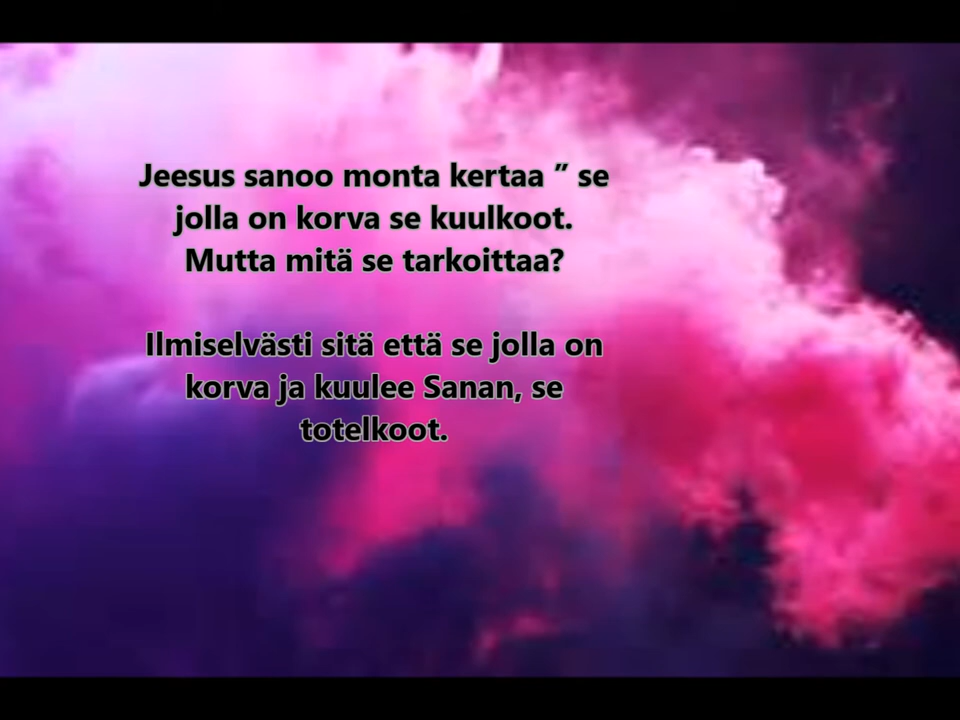 Jeesus sanoo monta kertaa ” se
jolla on korva se kuulkoot.
Mutta mitä se tarkoittaa?
Ilmiselvästi sitä että se jolla on
korva ja kuulee Sanan, se
totelkoot.